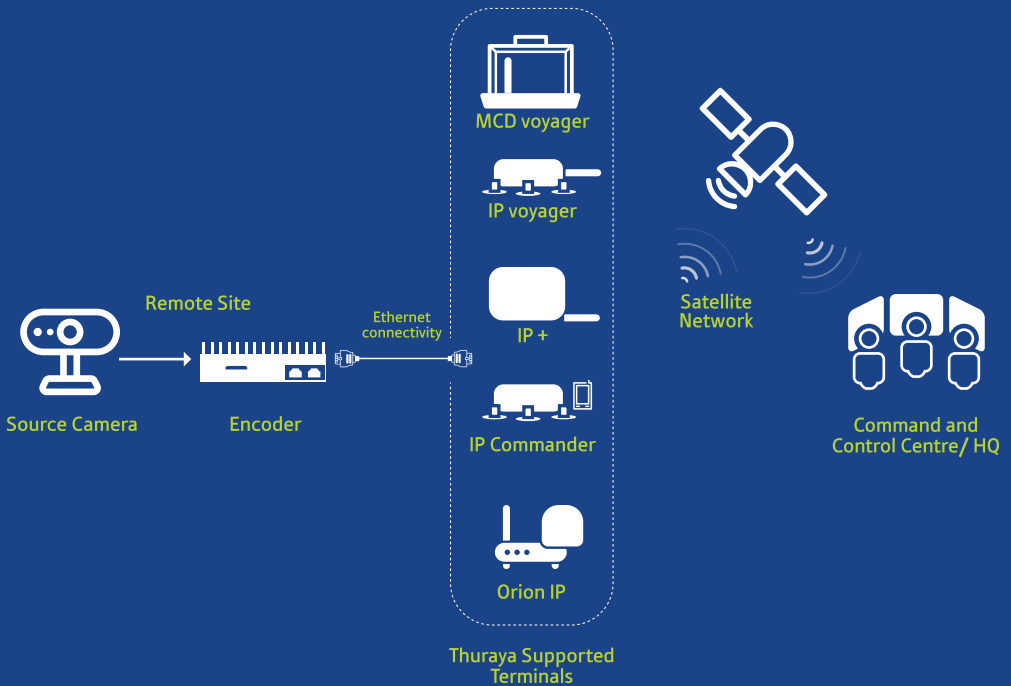 MCD voyager
IP voyager
Remote Site
Ethernet
connectivity
IP +
Satellite
Network
Source Camera
Encoder
IP Commander
Command and
Control Centre/ HQ
Orion IP
Thuraya Supported
Terminals